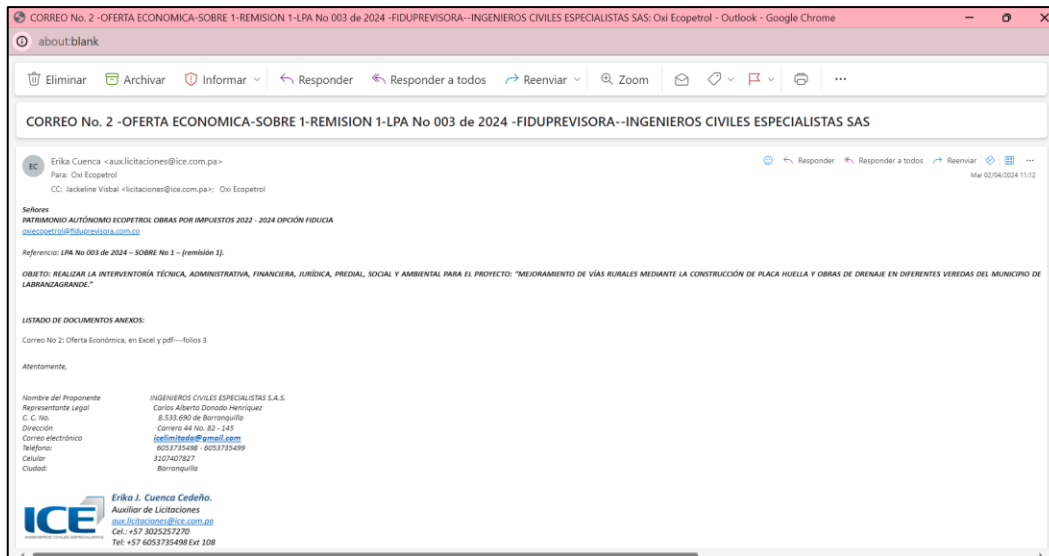 CORREO No. 2 -OFERTA ECONOMICA-SOBRE 1-REMISION 1-LPA No 003 de 2024 -FIDUPREVISORA--INGENIEROS CIVILES ESPECIALISTAS SAS: Oxi Ecopetrol - Outlook - Google Chrome
about:blank
Eliminar Archivar Informar Responder Responder a todos Reenviar Zoom
CORREO No. 2 -OFERTA ECONOMICA-SOBRE 1-REMISION 1-LPA No 003 de 2024 -FIDUPREVISORA--INGENIEROS CIVILES ESPECIALISTAS SAS
EC Erika Cuenca <aux.licitaciones@ice.com.pa> Responder Responder a todos Reenviar
Para: Oxi Ecopetrol Mar 02/04/2024 11:12
CC: Jackeline Visbal <licitaciones@ice.com.pa>; Oxi Ecopetrol
Señores
PATRIMONIO AUTÓNOMO ECOPETROL OBRAS POR IMPUESTOS 2022 - 2024 OPCIÓN FIDUCIA
oxiecopetrol@fiduprevisora.com.co
Referencia: LPA No 003 de 2024 – SOBRE No 1 – (remisión 1).
OBJETO: REALIZAR LA INTERVENTORÍA TÉCNICA, ADMINISTRATIVA, FINANCIERA, JURÍDICA, PREDIAL, SOCIAL Y AMBIENTAL PARA EL PROYECTO: “MEJORAMIENTO DE VÍAS RURALES MEDIANTE LA CONSTRUCCIÓN DE PLACA HUELLA Y OBRAS DE DRENAJE EN DIFERENTES VEREDAS DEL MUNICIPIO DE
LABRANZAGRANDE.”
LISTADO DE DOCUMENTOS ANEXOS:
Correo No 2: Oferta Económica, en Excel y pdf----folios 3
Atentamente,
Nombre del Proponente INGENIEROS CIVILES ESPECIALISTAS S.A.S.
Representante Legal Carlos Alberto Donado Henríquez
C. C. No. 8.533.690 de Barranquilla
Dirección Carrera 44 No. 82 - 145
Correo electrónico icelimitada@gmail.com
Teléfono: 6053735498 - 6053735499
Celular 3107407827
Ciudad: Barranquilla
Erika J. Cuenca Cedeño.
Auxiliar de Licitaciones
aux.licitaciones@ice.com.pa
Cel.: +57 3025257270
Tel: +57 6053735498 Ext 108
ICE
INGENIEROS CIVILES ESPECIALISTAS